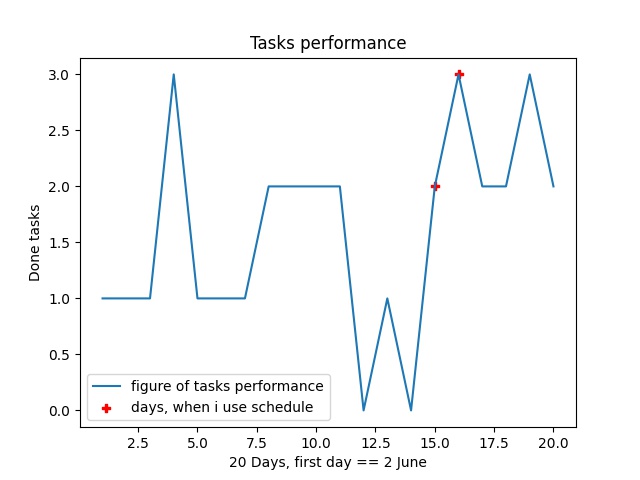 Tasks performance
3.0
2.5
2.0
1.5
1.0
0.5
0.0
Done tasks
figure of tasks performance
days, when i use schedule
2.5 5.0 7.5 10.0 12.5 15.0 17.5 20.0
20 Days, first day == 2 June